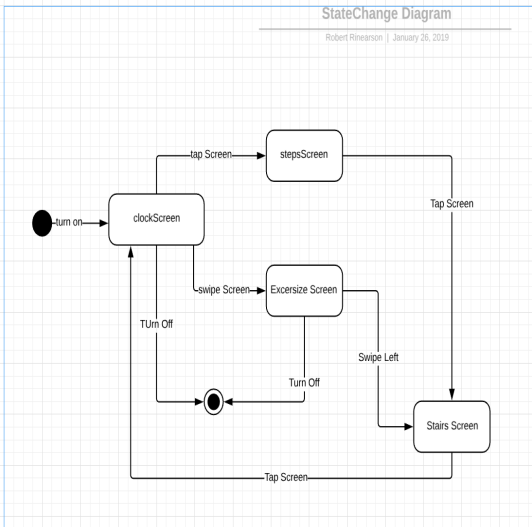 StateChange Diagram
Robert Rinearson | January 26, 2019
tap Screen
stepsScreen
Tap Screen
turn on
clockScreen
swipe Screen
Excersize Screen
TUrn Off
Swipe Left
Turn Off
Stairs Screen
Tap Screen